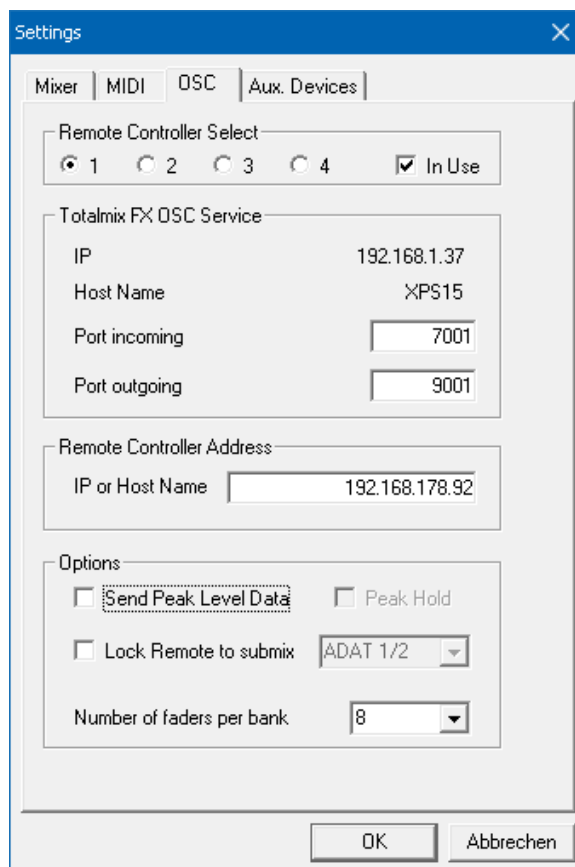 Settings
Mixer MIDI OSC Aux. Devices
Remote Controller Select
1 2 3 4 In Use
Totalmix FX OSC Service
IP 192.168.1.37
Host Name XPS15
Port incoming 7001
Port outgoing 9001
Remote Controller Address
IP or Host Name 192.168.178.92
Options
Send Peak Level Data Peak Hold
Lock Remote to submix ADAT 1/2
Number of faders per bank 8
OK Abbrechen